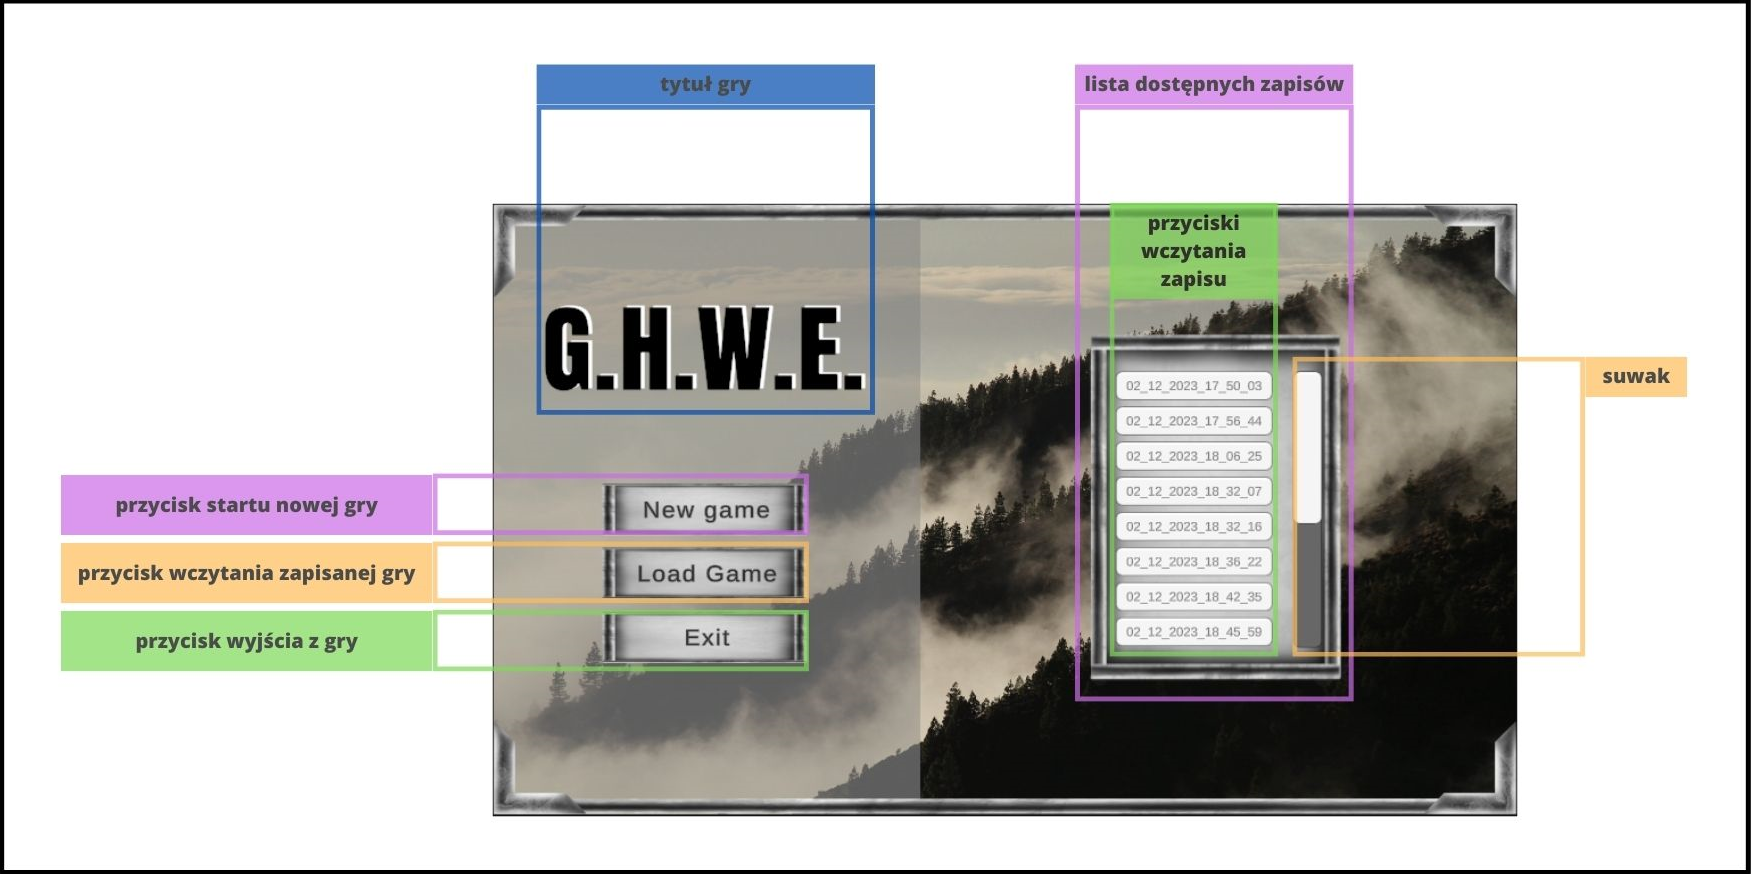 tytuł gry
lista dostępnych zapisów
przyciski
wczytania
zapisu
G.H.W.E.
suwak
02_12_2023_17_50_03
02_12_2023_17_56_44
02_12_2023_18_06_25
02_12_2023_18_32_07
02_12_2023_18_32_16
02_12_2023_18_36_22
02_12_2023_18_42_35
02_12_2023_18_45_59
przycisk startu nowej gry
New game
przycisk wczytania zapisanej gry
Load Game
przycisk wyjścia z gry
Exit